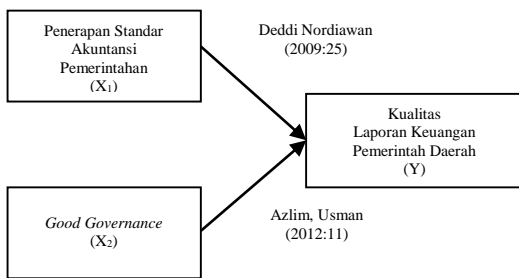 Penerapan Standar
Akuntansi
Pemerintahan
(X₁)
Deddi Nordiawan
(2009:25)
Kualitas
Laporan Keuangan
Pemerintah Daerah
(Y)
Good Governance
(X₂)
Azlim, Usman
(2012:11)